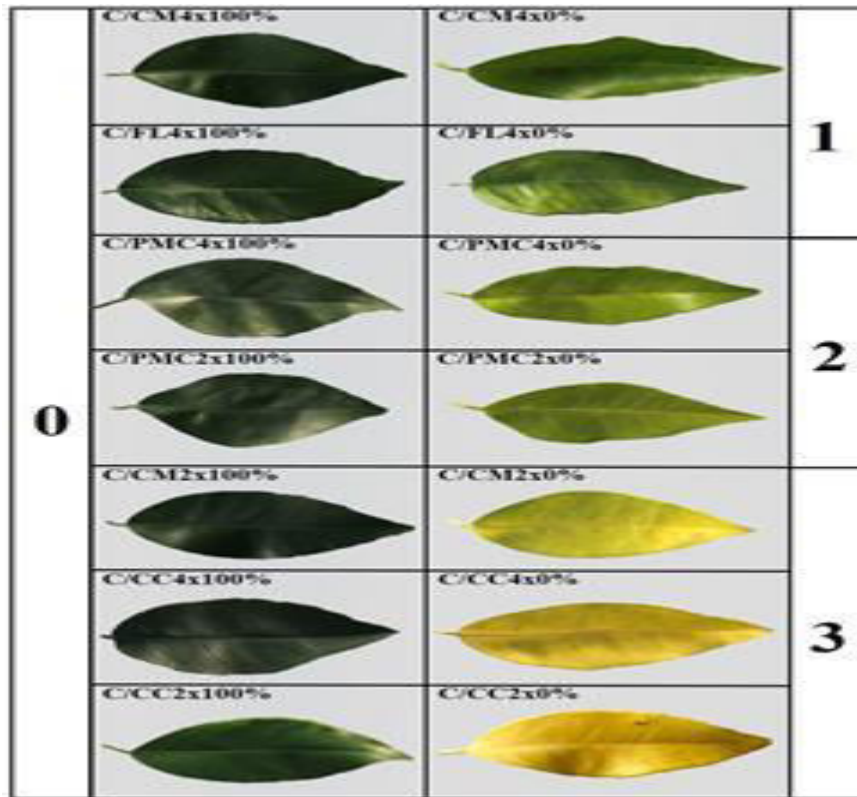 C/CM4x100% C/CM4x0%
1
C/FL4x100% C/FL4x0%
C/PMC4x100% C/PMC4x0%
2
C/PMC2x100% C/PMC2x0%
0
C/CM2x100% C/CM2x0%
C/CC4x100% C/CC4x0%
3
C/CC2x100% C/CC2x0%